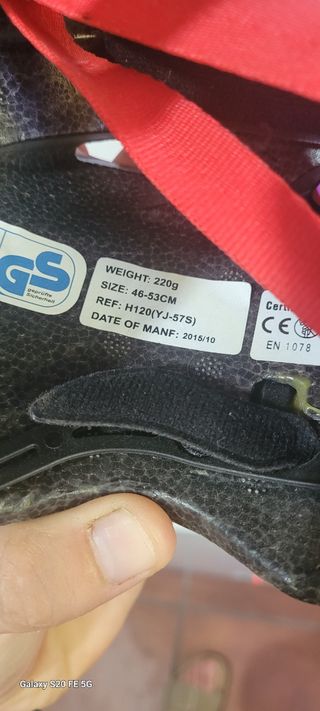 GS
geprüfte
Sicherheit
WEIGHT: 220g
SIZE: 46-53CM
REF: H120(YJ-57S)
DATE OF MANF: 2015/10
CE
EN 1078
Galaxy S20 FE 5G